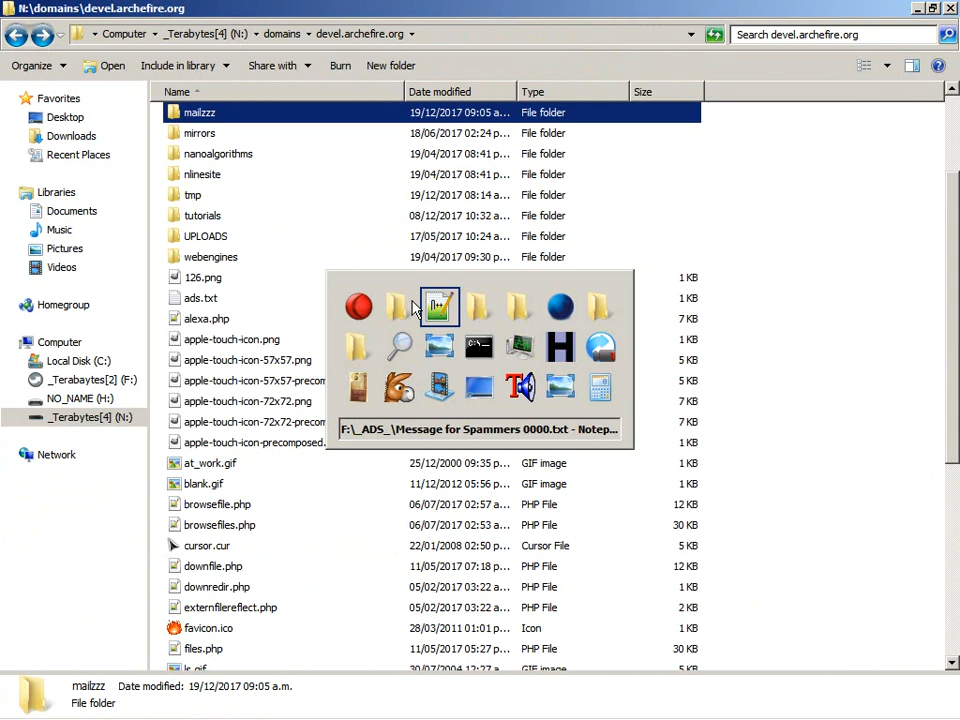 N:\domains\devel.archefire.org
Computer _Terabytes[4] (N:) domains devel.archefire.org Search devel.archefire.org
Organize Open Include in library Share with Burn New folder
Name Date modified Type Size
Favorites
Desktop
Downloads
Recent Places
Libraries
Documents
Music
Pictures
Videos
Homegroup
Computer
Local Disk (C:)
_Terabaytes[2] (F:)
NO_NAME (H:)
_Terabytes[4] (N:)
Network
mailzzz 19/12/2017 09:05 a.m. File folder
mirrors 18/06/2017 02:24 p... File folder
nanoalgorithms 19/04/2017 08:41 p... File folder
nlinesite 19/04/2017 08:41 p... File folder
tmp 19/12/2017 08:14 a... File folder
tutorials 08/12/2017 10:32 a... File folder
UPLOADS 17/05/2017 10:24 a... File folder
webengines 19/04/2017 09:30 p... File folder
126.png 1 KB
ads.txt 1 KB
alexa.php 7 KB
apple-touch-icon.png 1 KB
apple-touch-icon-57x57.png 5 KB
apple-touch-icon-57x57-precom 5 KB
apple-touch-icon-72x72.png 5 KB
apple-touch-icon-72x72-precom 5 KB
apple-touch-icon-precomposed. 1 KB
at_work.gif 25/12/2000 09:35 p... GIF image 1 KB
blank.gif 11/12/2012 05:56 p... GIF image 1 KB
browsefile.php 06/07/2017 02:57 a... PHP File 12 KB
browsefiles.php 06/07/2017 02:53 a... PHP File 30 KB
cursor.cur 22/01/2008 02:50 p... Cursor File 5 KB
downfile.php 11/05/2017 07:18 p... PHP File 12 KB
downredir.php 05/02/2017 03:22 a... PHP File 1 KB
externfilereflect.php 05/02/2017 03:22 a... PHP File 2 KB
favicon.ico 28/03/2011 01:01 p... Icon 1 KB
files.php 11/05/2017 05:27 p... PHP File 30 KB
ls.gif 30/07/2004 12:27 p... GIF image 5 KB
F:\_ADS_\Message for Spammers 0000.txt - Notep...
mailzzz Date modified: 19/12/2017 09:05 a.m.
File folder